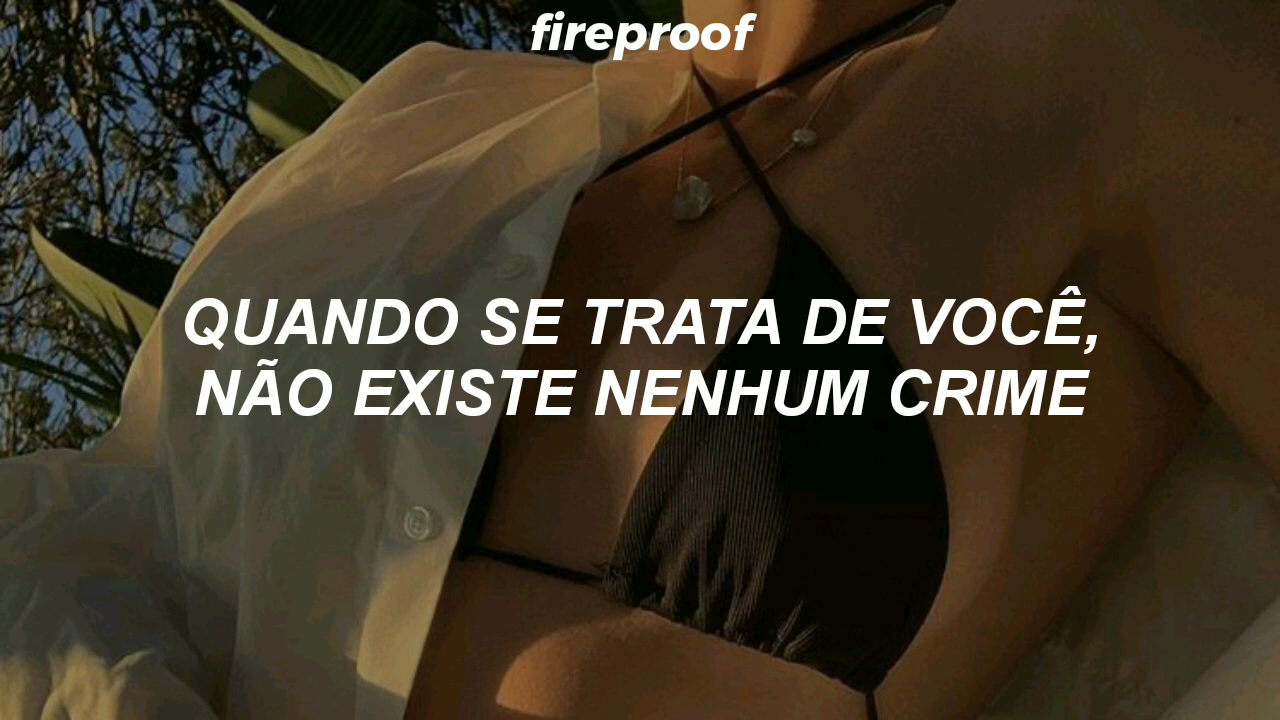 fireproof
QUANDO SE TRATA DE VOCÊ,
NÃO EXISTE NENHUM CRIME